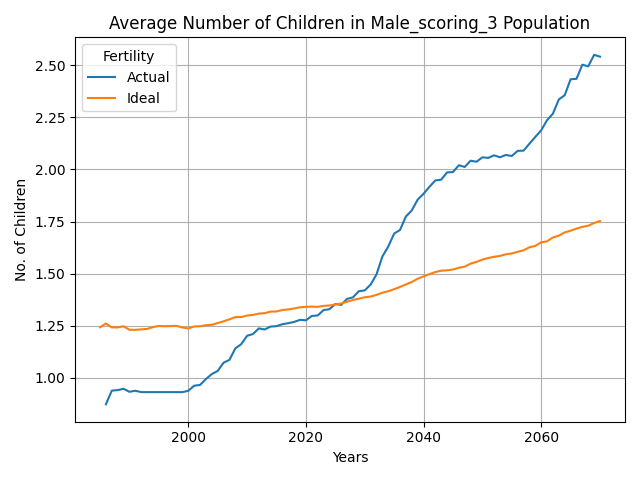 Average Number of Children in Male_scoring_3 Population
Fertility
Actual
Ideal
No. of Children
2.50
2.25
2.00
1.75
1.50
1.25
1.00
2000 2020 2040 2060
Years